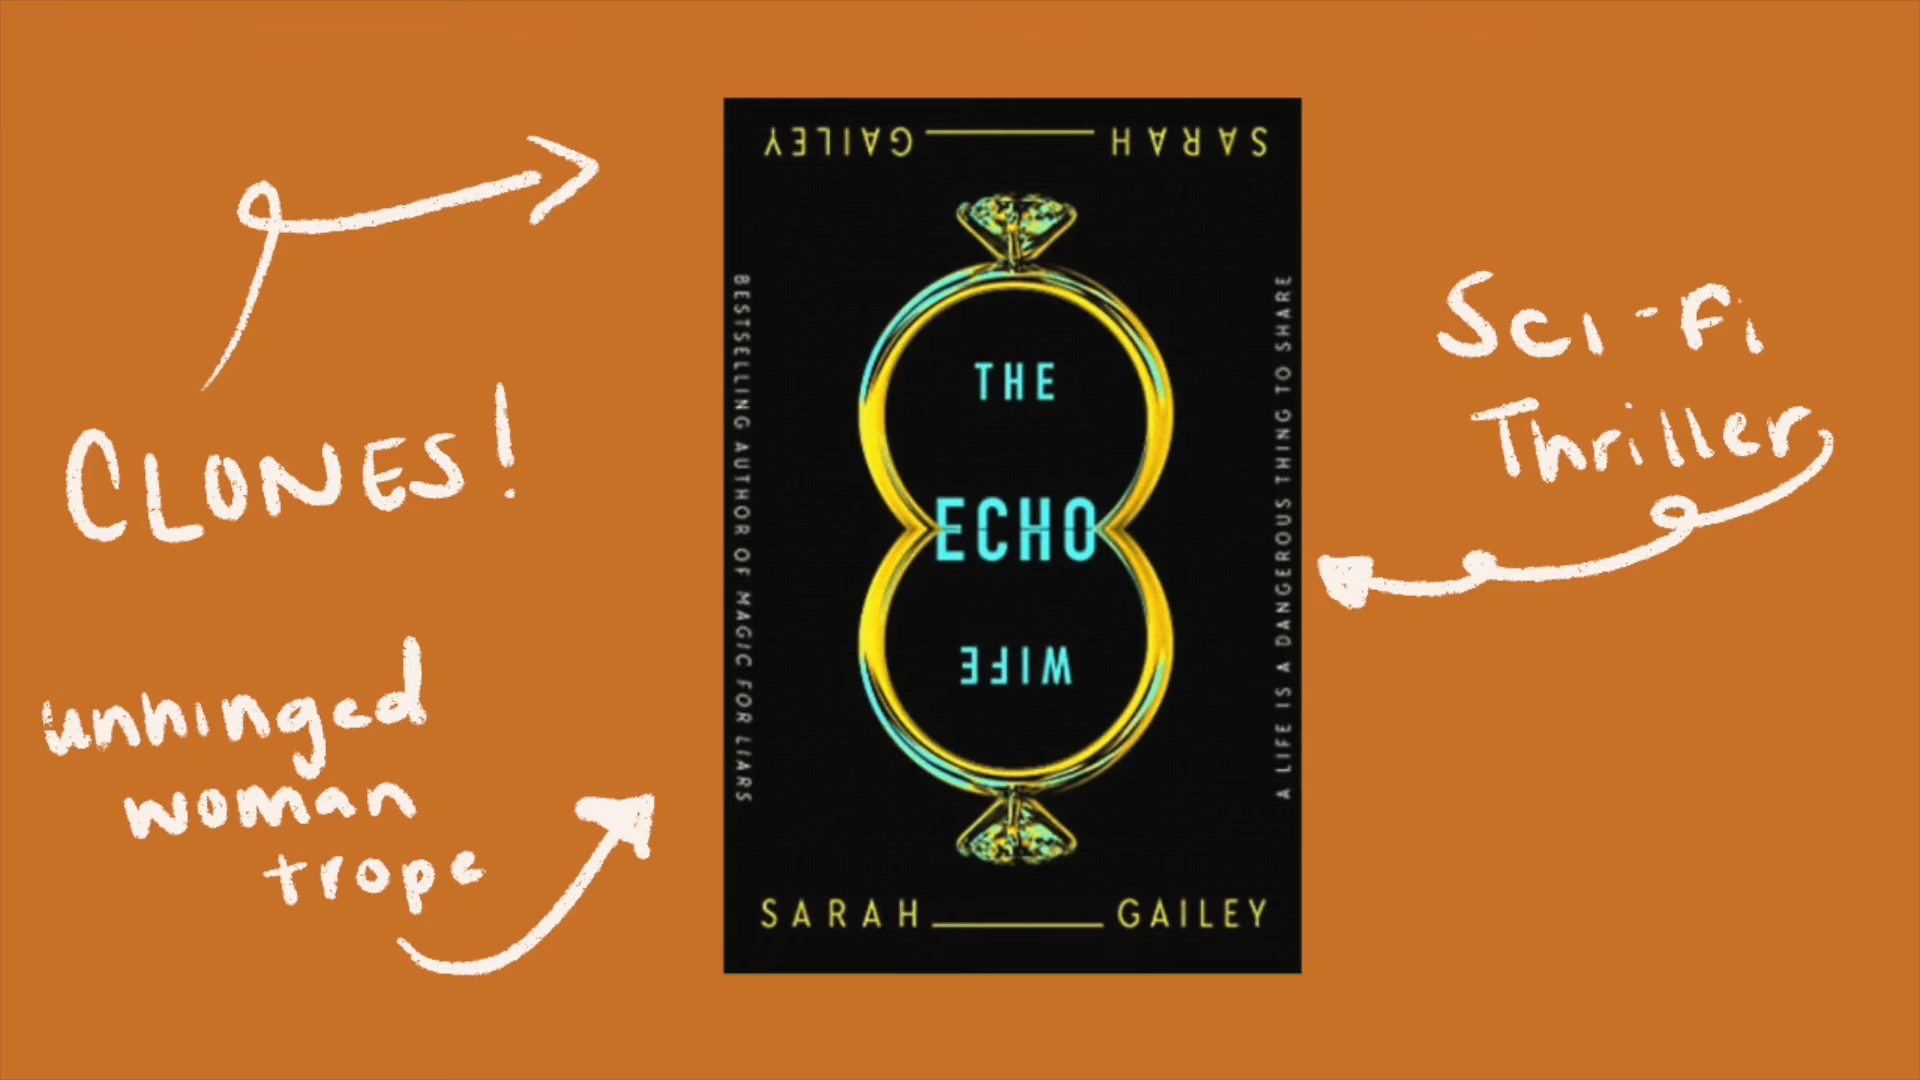 CLONES!
unhinged
woman
trope
SARAH GAILEY
BESTSELLING AUTHOR OF MAGIC FOR LIARS
THE
ECHO
WIFE
A LIFE IS A DANGEROUS THING TO SHARE
SARAH GAILEY
Sci-Fi
Thriller